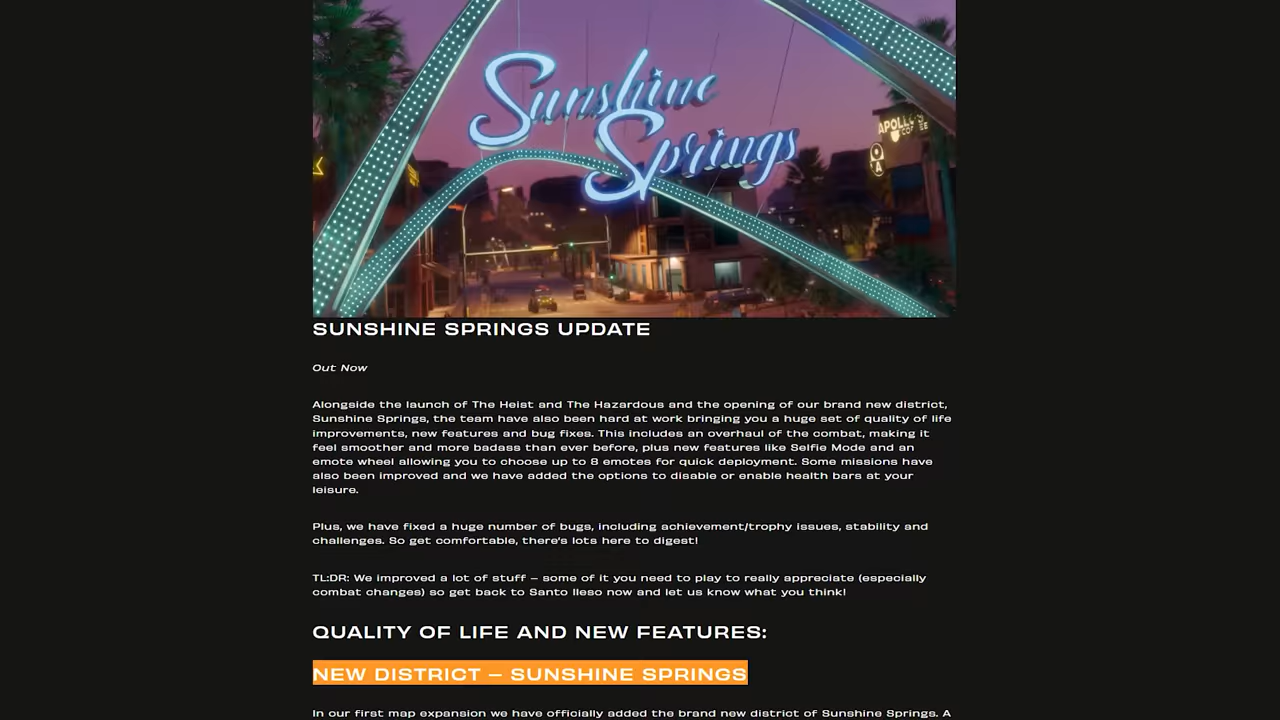 Sunshine
Springs
APOLLO
COFFEE
SUNSHINE SPRINGS UPDATE
Out Now
Alongside the launch of The Heist and The Hazardous and the opening of our brand new district,
Sunshine Springs, the team have also been hard at work bringing you a huge set of quality of life
improvements, new features and bug fixes. This includes an overhaul of the combat, making it
feel smoother and more badass than ever before, plus new features like Selfie Mode and an
emote wheel allowing you to choose up to 8 emotes for quick deployment. Some missions have
also been improved and we have added the options to disable or enable health bars at your
leisure.
Plus, we have fixed a huge number of bugs, including achievement/trophy issues, stability and
challenges. So get comfortable, there's lots here to digest!
TL:DR: We improved a lot of stuff – some of it you need to play to really appreciate (especially
combat changes) so get back to Santo Ileso now and let us know what you think!
QUALITY OF LIFE AND NEW FEATURES:
NEW DISTRICT – SUNSHINE SPRINGS
In our first map expansion we have officially added the brand new district of Sunshine Springs. A